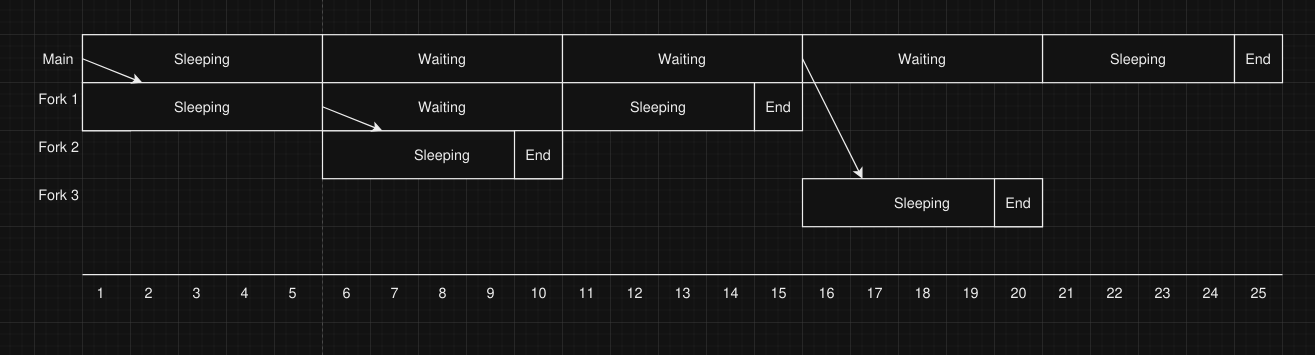 Main Sleeping Waiting Waiting Waiting Sleeping End
Fork 1 Sleeping Waiting Sleeping End
Fork 2 Sleeping End
Fork 3 Sleeping End
1 2 3 4 5 6 7 8 9 10 11 12 13 14 15 16 17 18 19 20 21 22 23 24 25